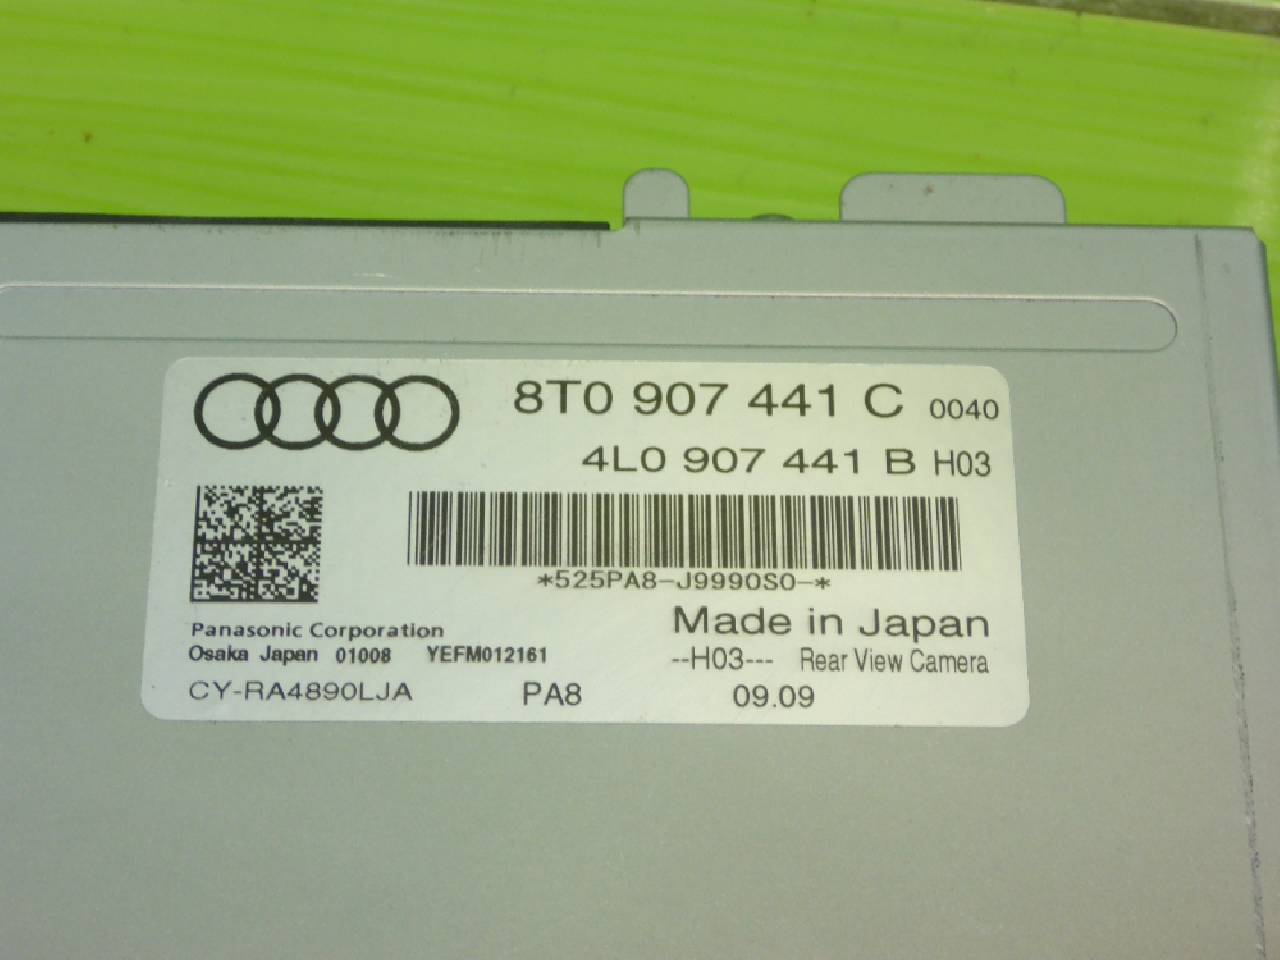 8T0 907 441 C 0040
4L0 907 441 B H03
*525PA8-J9990S0-*
Made in Japan
Panasonic Corporation
Osaka Japan 01008 YEFM012161
--H03--- Rear View Camera
CY-RA4890LJA PA8 09.09